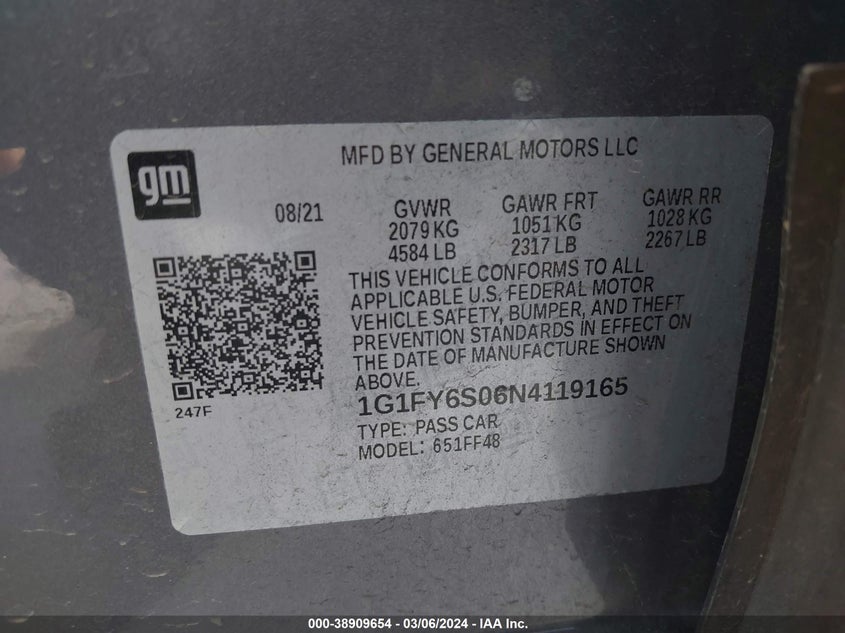 MFD BY GENERAL MOTORS LLC
gm
08/21
GVWR GAWR FRT GAWR RR
2079 KG 1051 KG 1028 KG
4584 LB 2317 LB 2267 LB
THIS VEHICLE CONFORMS TO ALL
APPLICABLE U.S. FEDERAL MOTOR
VEHICLE SAFETY, BUMPER, AND THEFT
PREVENTION STANDARDS IN EFFECT ON
THE DATE OF MANUFACTURE SHOWN
ABOVE.
247F
1G1FY6S06N4119165
TYPE: PASS CAR
MODEL: 651FF48
000-38909654 - 03/06/2024 - IAA Inc.